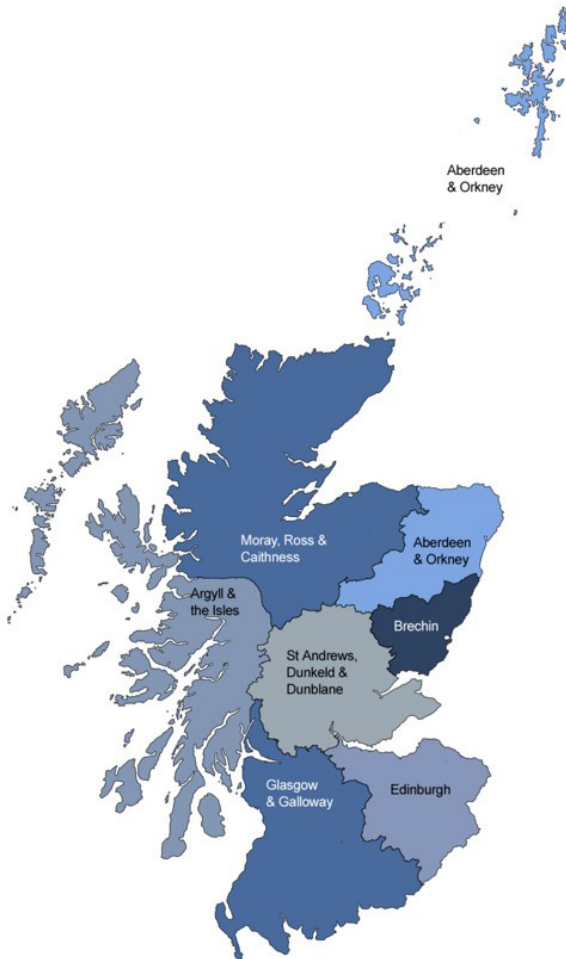 Aberdeen
& Orkney
Moray, Ross &
Caithness
Aberdeen
& Orkney
Argyll &
the Isles
Brechin
St Andrews,
Dunkeld &
Dunblane
Glasgow
& Galloway
Edinburgh